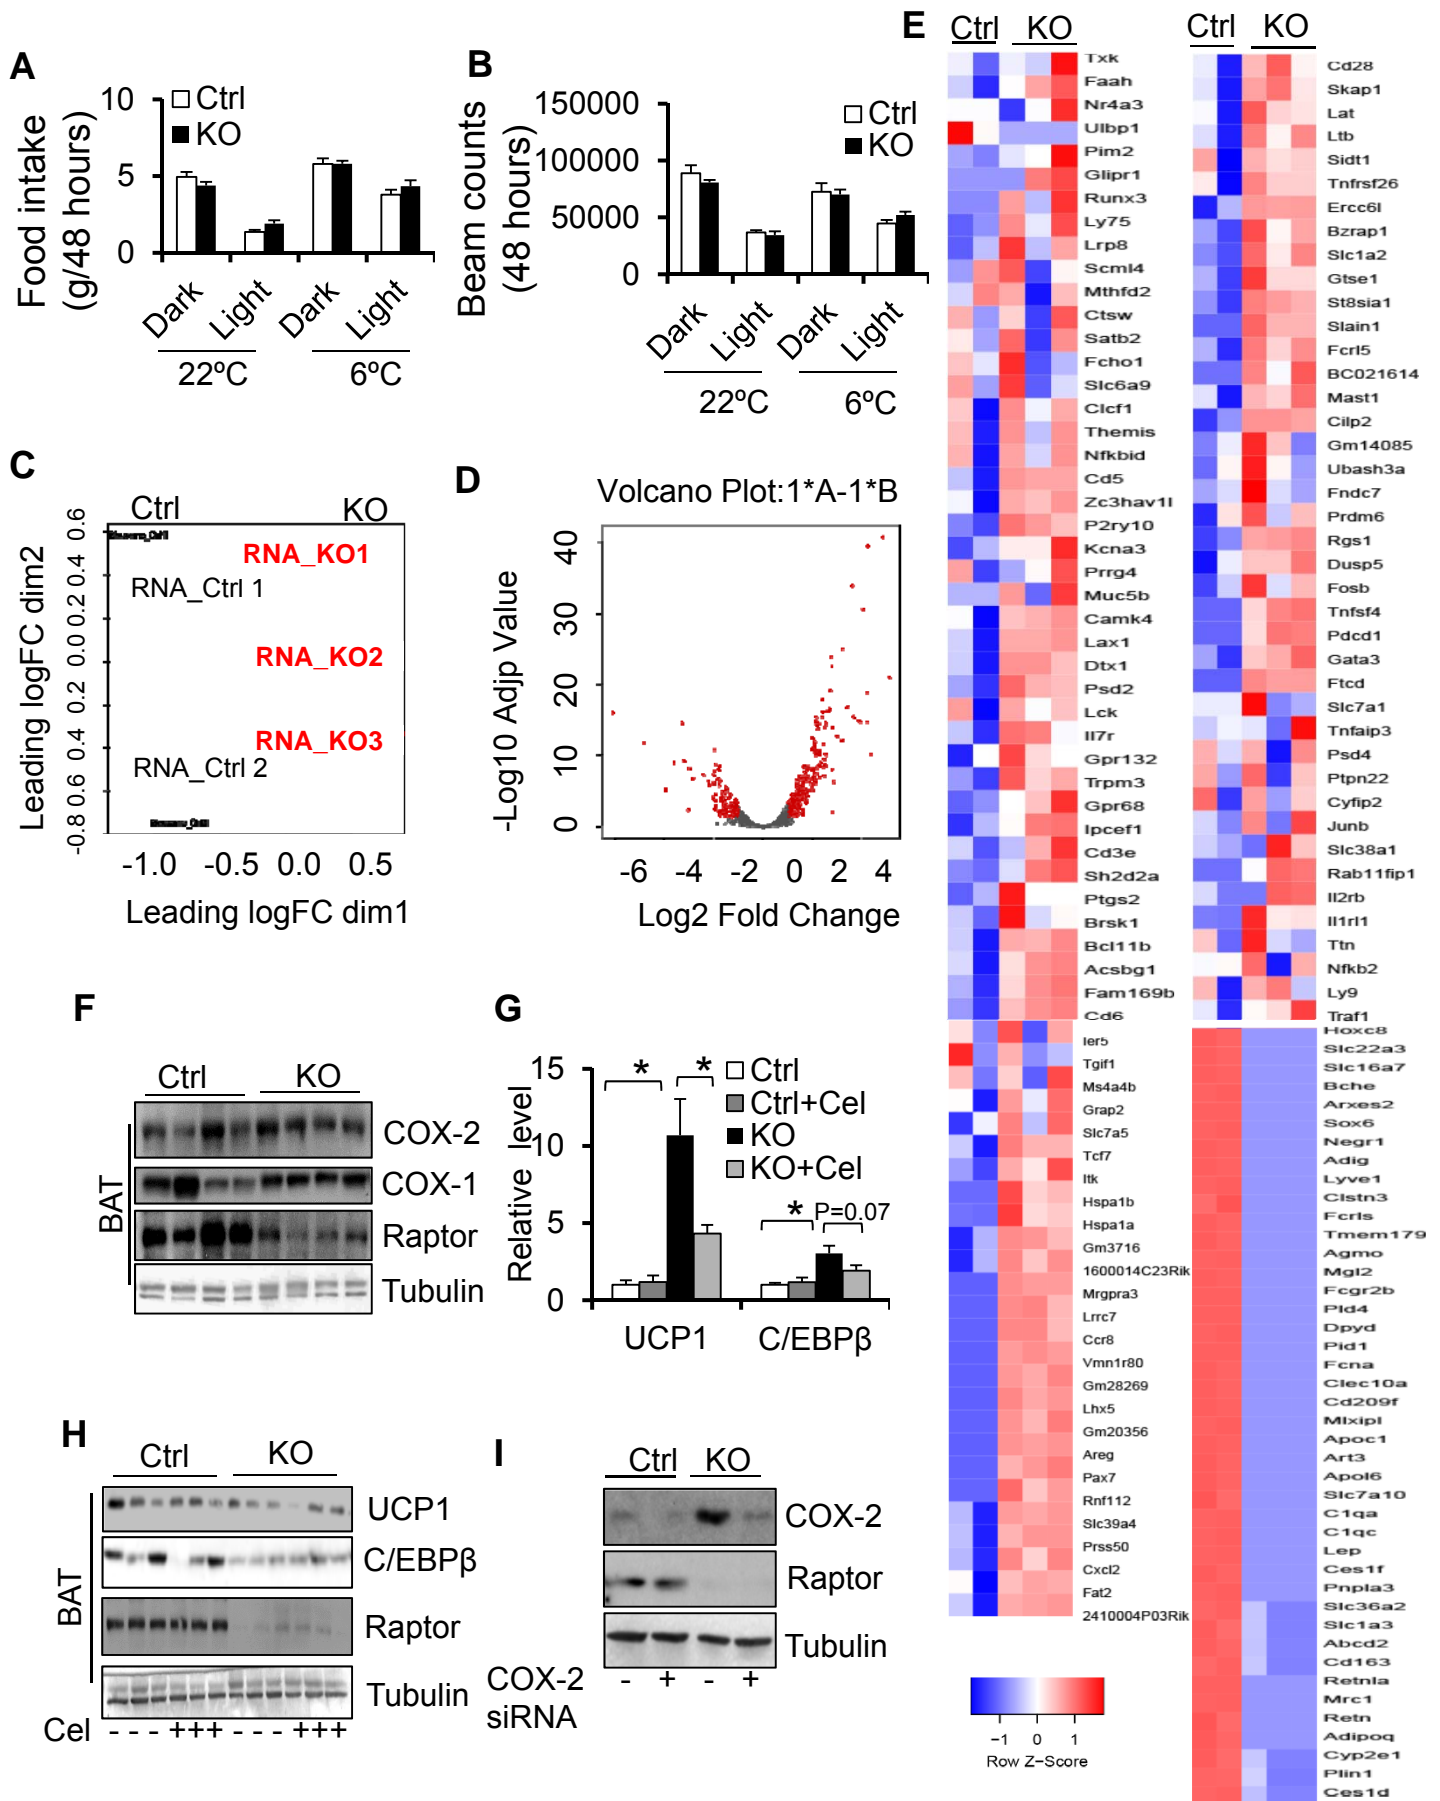 A
Food intake
(g/48 hours)
10
5
0
Ctrl
KO
Dark
Light
Dark
Light
22ºC
6ºC
B
Beam counts
(48 hours)
150000
100000
50000
0
Ctrl
KO
Dark
Light
Dark
Light
22ºC
6ºC
C
Ctrl
KO
Leading logFC dim2
-0.8 0.6 0.4 0.2 0.0 0.2 0.4 0.6
RNA_KO1
RNA_Ctrl 1
RNA_KO2
RNA_KO3
RNA_Ctrl 2
-1.0 -0.5 0.0 0.5
Leading logFC dim1
D
Volcano Plot:1*A-1*B
-Log10 Adjp Value
40
30
20
10
0
-6 -4 -2 0 2 4
Log2 Fold Change
E
Ctrl
KO
Txk
Faah
Nr4a3
Ulbp1
Pim2
Glipr1
Runx3
Ly75
Lrp8
Scml4
Mthfd2
Ctsw
Satb2
Fcho1
Slc6a9
Clcf1
Themis
Nfkbid
Cd5
Zc3hav1l
P2ry10
Kcna3
Prrg4
Muc5b
Camk4
Lax1
Dtx1
Psd2
Lck
Il7r
Gpr132
Trpm3
Gpr68
Ipcef1
Cd3e
Sh2d2a
Ptgs2
Brsk1
Bcl11b
Acsbg1
Fam169b
Cd6
Ier5
Tgif1
Ms4a4b
Grap2
Slc7a5
Tcf7
Itk
Hspa1b
Hspa1a
Gm3716
1600014C23Rik
Mrgpra3
Lrrc7
Ccr8
Vmn1r80
Gm28269
Lhx5
Gm20356
Areg
Pax7
Rnf112
Slc39a4
Prss50
Cxcl2
Fat2
2410004P03Rik
−1 0 1
Row Z−Score
Ctrl
KO
Cd28
Skap1
Lat
Ltb
Sidt1
Tnfrsf26
Ercc6l
Bzrap1
Slc1a2
Gtse1
St8sia1
Slain1
Fcrl5
BC021614
Mast1
Cilp2
Gm14085
Ubash3a
Fndc7
Prdm6
Rgs1
Dusp5
Fosb
Tnfsf4
Pdcd1
Gata3
Ftcd
Slc7a1
Tnfaip3
Psd4
Ptpn22
Cyfip2
Junb
Slc38a1
Rab11fip1
Il2rb
Il1rl1
Ttn
Nfkb2
Ly9
Traf1
Hoxc8
Slc22a3
Slc16a7
Bche
Arxes2
Sox6
Negr1
Adig
Lyve1
Clstn3
Fcrls
Tmem179
Agmo
Mgl2
Fcgr2b
Pld4
Dpyd
Pid1
Fcna
Clec10a
Cd209f
Mlxipl
Apoc1
Art3
Apol6
Slc7a10
C1qa
C1qc
Lep
Ces1f
Pnpla3
Slc36a2
Slc1a3
Abcd2
Cd163
Retnla
Mrc1
Retn
Adipoq
Cyp2e1
Plin1
Ces1d
F
Ctrl
KO
BAT
COX-2
COX-1
Raptor
Tubulin
G
Relative level
15
10
5
0
* *
Ctrl
Ctrl+Cel
KO
KO+Cel
* P=0.07
UCP1
C/EBPβ
H
Ctrl
KO
BAT
UCP1
C/EBPβ
Raptor
Tubulin
Cel - - - + + + - - - + + +
I
Ctrl
KO
COX-2
Raptor
Tubulin
COX-2
siRNA
- + - +